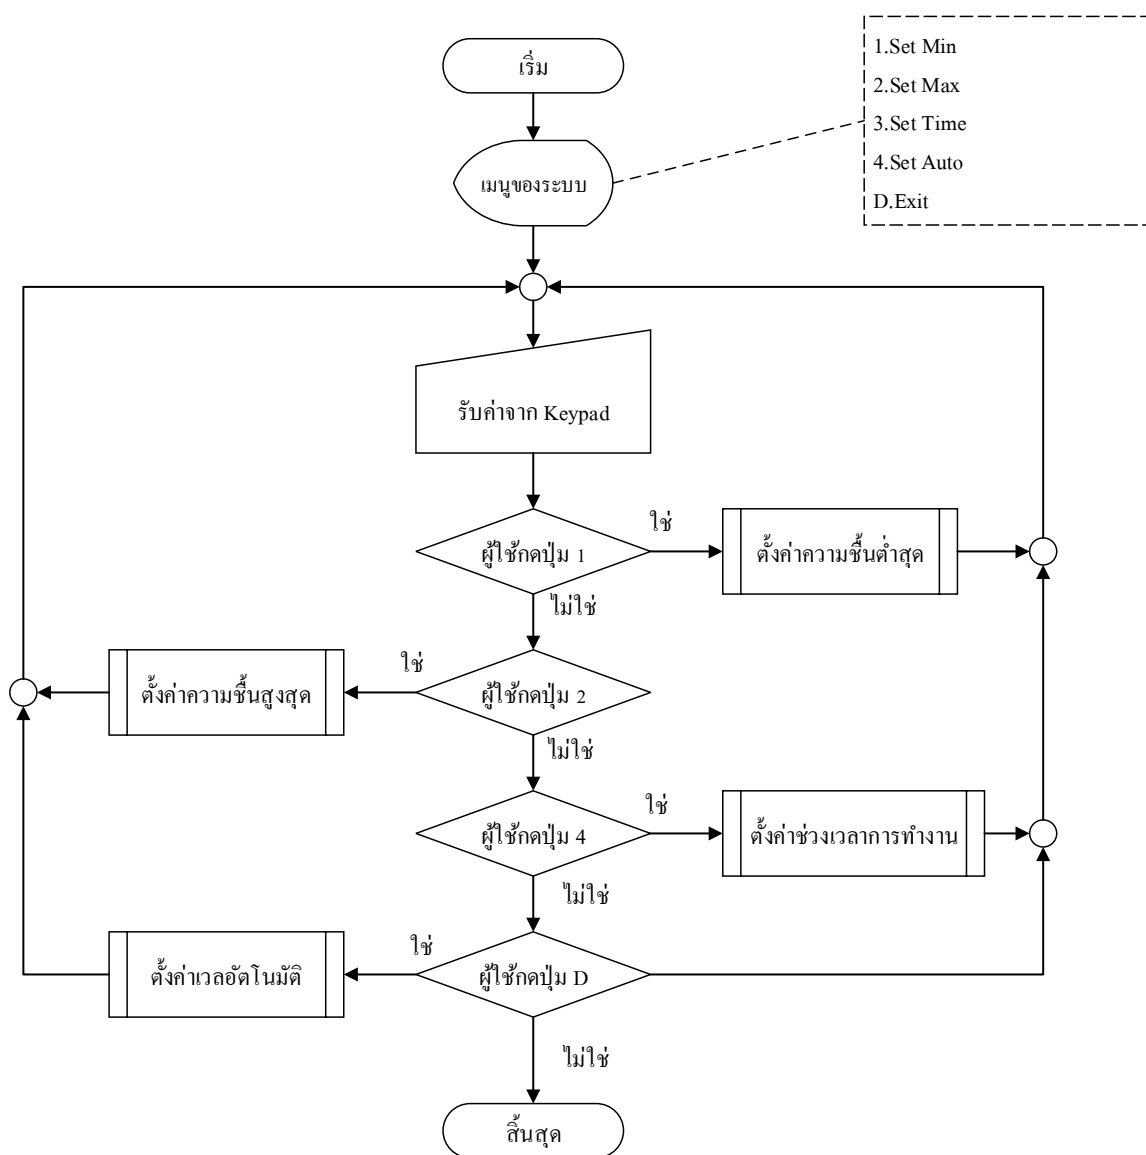 เริ่ม
1.Set Min
2.Set Max
3.Set Time
4.Set Auto
D.Exit
เมนูของระบบ
รับค่าจาก Keypad
ผู้ใช้กดปุ่ม 1
ใช่
ตั้งค่าความชื้นต่ำสุด
ไม่ใช่
ตั้งค่าความชื้นสูงสุด
ใช่
ผู้ใช้กดปุ่ม 2
ไม่ใช่
ผู้ใช้กดปุ่ม 4
ใช่
ตั้งค่าช่วงเวลาการทำงาน
ไม่ใช่
ตั้งค่าเวลอัตโนมัติ
ใช่
ผู้ใช้กดปุ่ม D
ไม่ใช่
สิ้นสุด